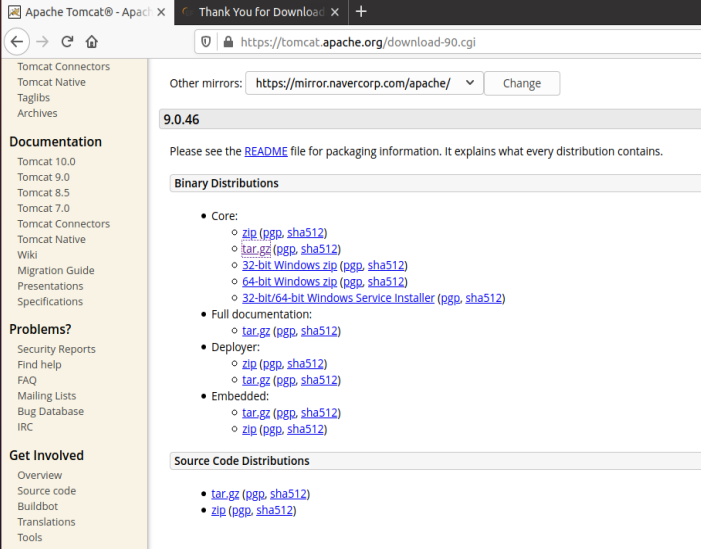 Apache Tomcat® - Apach
Thank You for Download
https://tomcat.apache.org/download-90.cgi
Tomcat Connectors
Tomcat Native
Taglibs
Archives
Documentation
Tomcat 10.0
Tomcat 9.0
Tomcat 8.5
Tomcat 7.0
Tomcat Connectors
Tomcat Native
Wiki
Migration Guide
Presentations
Specifications
Problems?
Security Reports
Find help
FAQ
Mailing Lists
Bug Database
IRC
Get Involved
Overview
Source code
Buildbot
Translations
Tools
Other mirrors: https://mirror.navercorp.com/apache/ Change
9.0.46
Please see the README file for packaging information. It explains what every distribution contains.
Binary Distributions
• Core:
○ zip (pgp, sha512)
○ tar.gz (pgp, sha512)
○ 32-bit Windows zip (pgp, sha512)
○ 64-bit Windows zip (pgp, sha512)
○ 32-bit/64-bit Windows Service Installer (pgp, sha512)
• Full documentation:
○ tar.gz (pgp, sha512)
• Deployer:
○ zip (pgp, sha512)
○ tar.gz (pgp, sha512)
• Embedded:
○ tar.gz (pgp, sha512)
○ zip (pgp, sha512)
Source Code Distributions
• tar.gz (pgp, sha512)
• zip (pgp, sha512)